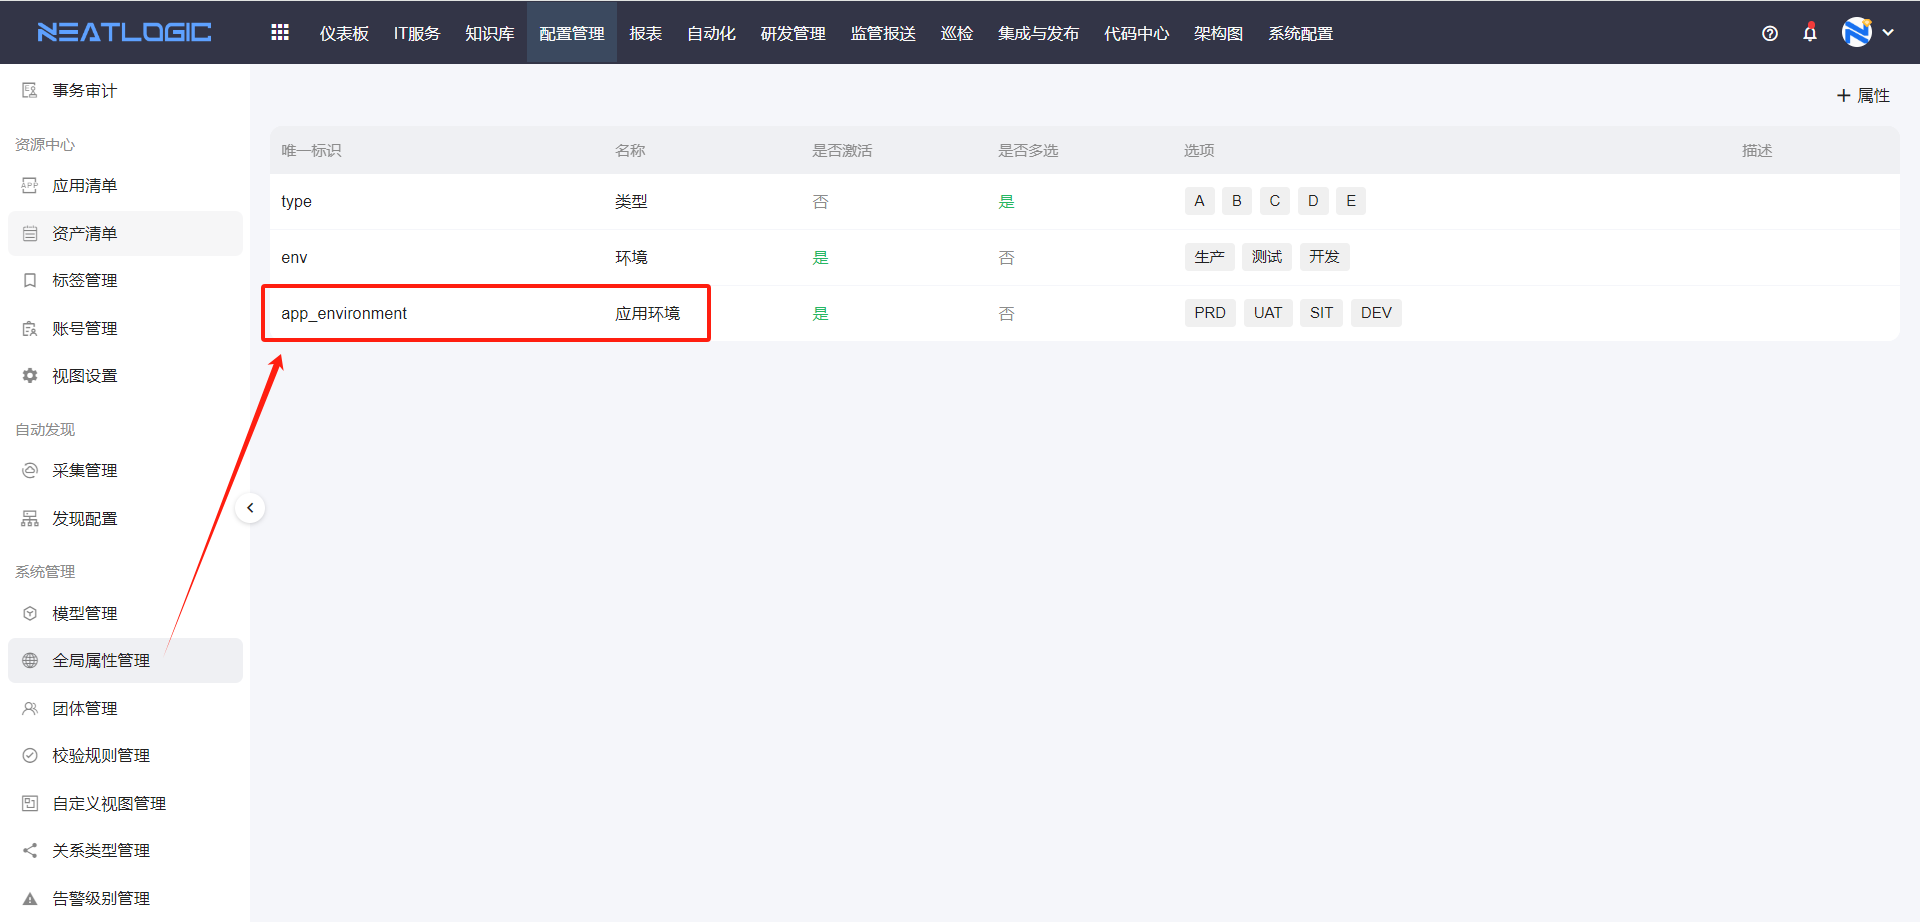 NEATLOGIC 仪表板 IT服务 知识库 配置管理 报表 自动化 研发管理 监管报送 巡检 集成与发布 代码中心 架构图 系统配置
事务审计
资源中心
应用清单
资产清单
标签管理
账号管理
视图设置
自动发现
采集管理
发现配置
系统管理
模型管理
全局属性管理
团体管理
校验规则管理
自定义视图管理
关系类型管理
告警级别管理
+ 属性
唯一标识 名称 是否激活 是否多选 选项 描述
type 类型 否 是 A B C D E
env 环境 是 否 生产 测试 开发
app_environment 应用环境 是 否 PRD UAT SIT DEV